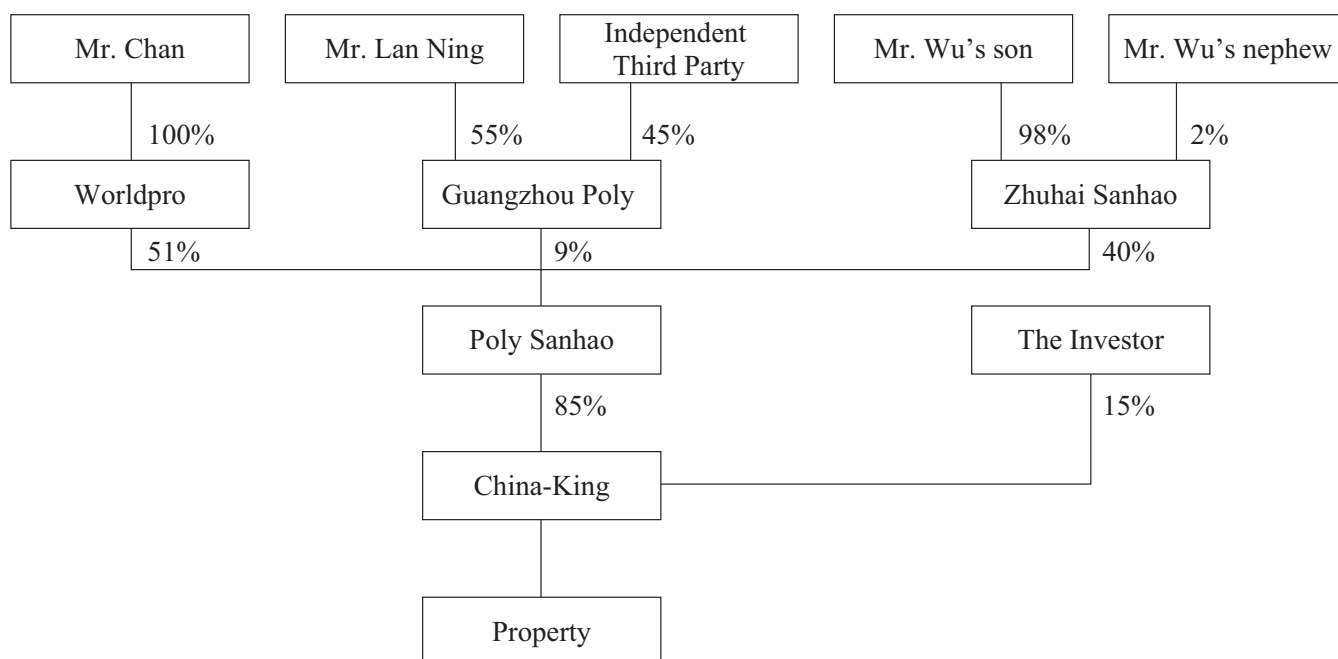 Mr. Chan
Mr. Lan Ning
Independent
Third Party
Mr. Wu’s son
Mr. Wu’s nephew
100%
55%
45%
98%
2%
Worldpro
Guangzhou Poly
Zhuhai Sanhao
51%
9%
40%
Poly Sanhao
The Investor
85%
15%
China-King
Property